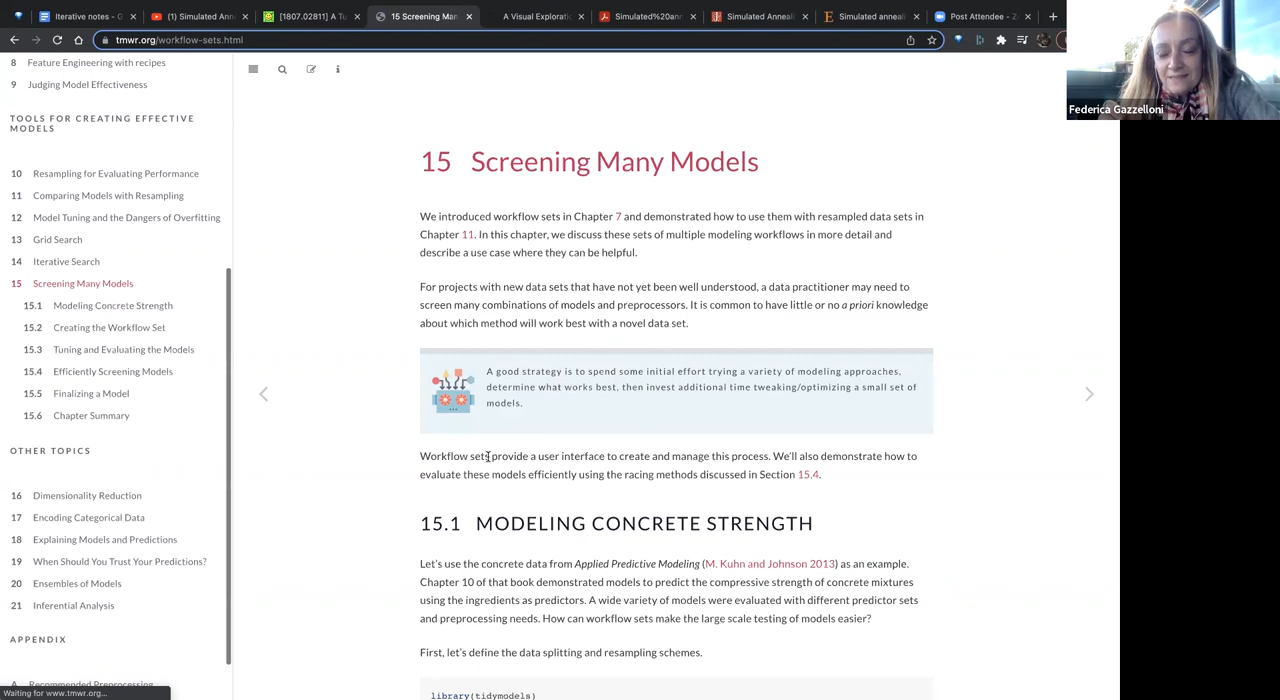 Iterative notes - G
(1) Simulated Anne
[1807.02811] A Tu
15 Screening Man
A Visual Exploratio
Simulated%20ann
Simulated Anneali
Simulated anneali
Post Attendee - Z
tmwr.org/workflow-sets.html
Federica Gazzelloni
8 Feature Engineering with recipes
9 Judging Model Effectiveness
TOOLS FOR CREATING EFFECTIVE
MODELS
10 Resampling for Evaluating Performance
11 Comparing Models with Resampling
12 Model Tuning and the Dangers of Overfitting
13 Grid Search
14 Iterative Search
15 Screening Many Models
15.1 Modeling Concrete Strength
15.2 Creating the Workflow Set
15.3 Tuning and Evaluating the Models
15.4 Efficiently Screening Models
15.5 Finalizing a Model
15.6 Chapter Summary
OTHER TOPICS
16 Dimensionality Reduction
17 Encoding Categorical Data
18 Explaining Models and Predictions
19 When Should You Trust Your Predictions?
20 Ensembles of Models
21 Inferential Analysis
APPENDIX
A Recommended Preprocessing
Waiting for www.tmwr.org...
15 Screening Many Models
We introduced workflow sets in Chapter 7 and demonstrated how to use them with resampled data sets in
Chapter 11. In this chapter, we discuss these sets of multiple modeling workflows in more detail and
describe a use case where they can be helpful.
For projects with new data sets that have not yet been well understood, a data practitioner may need to
screen many combinations of models and preprocessors. It is common to have little or no a priori knowledge
about which method will work best with a novel data set.
A good strategy is to spend some initial effort trying a variety of modeling approaches,
determine what works best, then invest additional time tweaking/optimizing a small set of
models.
Workflow sets provide a user interface to create and manage this process. We'll also demonstrate how to
evaluate these models efficiently using the racing methods discussed in Section 15.4.
15.1 MODELING CONCRETE STRENGTH
Let's use the concrete data from Applied Predictive Modeling (M. Kuhn and Johnson 2013) as an example.
Chapter 10 of that book demonstrated models to predict the compressive strength of concrete mixtures
using the ingredients as predictors. A wide variety of models were evaluated with different predictor sets
and preprocessing needs. How can workflow sets make the large scale testing of models easier?
First, let's define the data splitting and resampling schemes.
library(tidymodels)